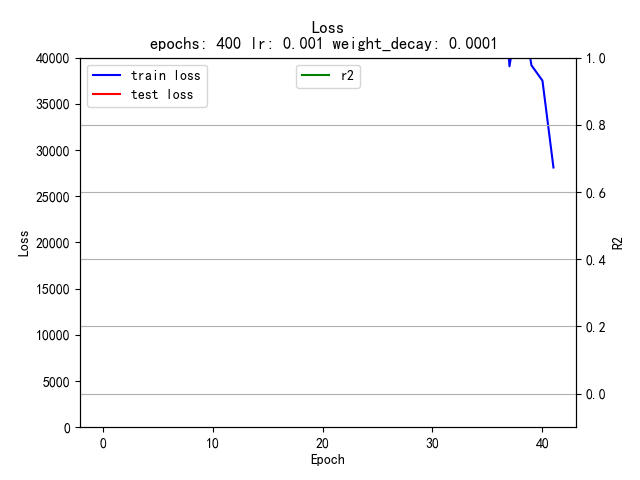 Loss
epochs: 400 lr: 0.001 weight_decay: 0.0001
train loss
test loss
r2
40000
35000
30000
25000
20000
15000
10000
5000
0
Loss
1.0
0.8
0.6
0.4
0.2
0.0
R2
0 10 20 30 40
Epoch